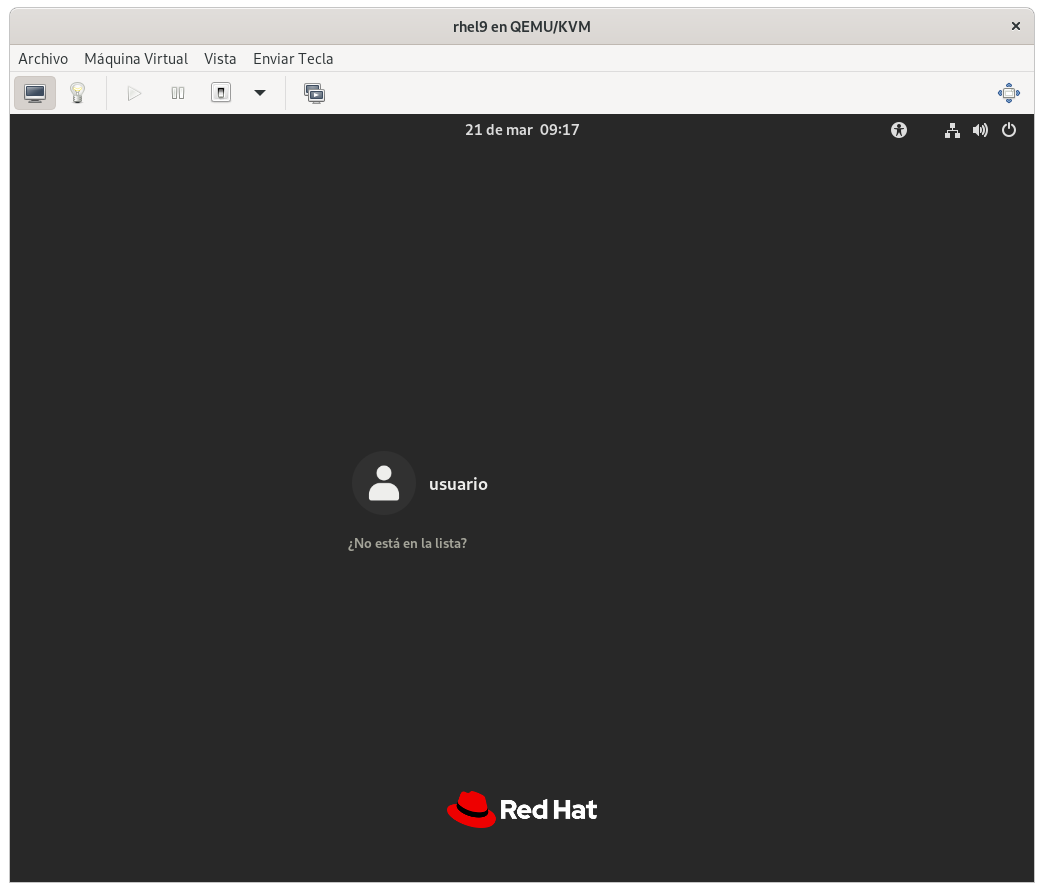 rhel9 en QEMU/KVM
Archivo Máquina Virtual Vista Enviar Tecla
21 de mar 09:17
usuario
¿No está en la lista?
Red Hat